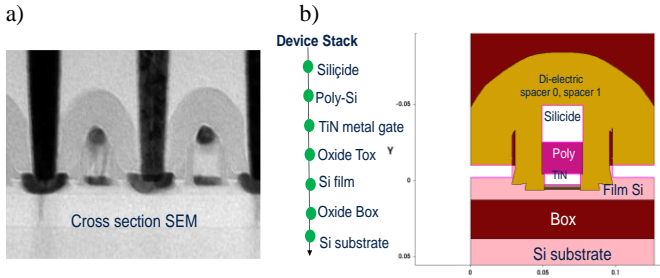 a)
b)
Cross section SEM
Device Stack
Siliçide
Poly-Si
TiN metal gate
Oxide Tox
Si film
Oxide Box
Si substrate
Y
-0.05
0
0.05
0
0.05
0.1
Di-electric
spacer 0, spacer 1
Silicide
Poly
TiN
Film Si
Box
Si substrate